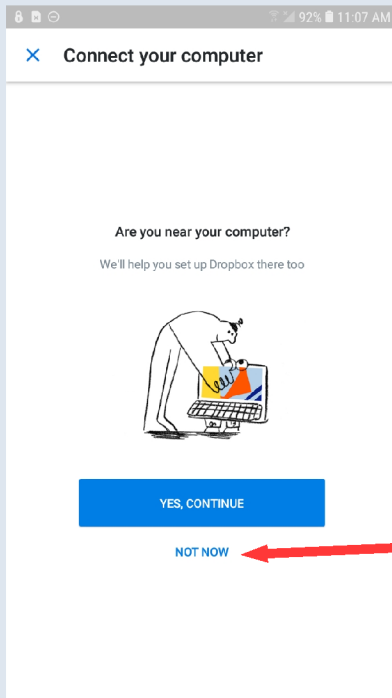 92% 11:07 AM
Connect your computer
Are you near your computer?
We'll help you set up Dropbox there too
YES, CONTINUE
NOT NOW